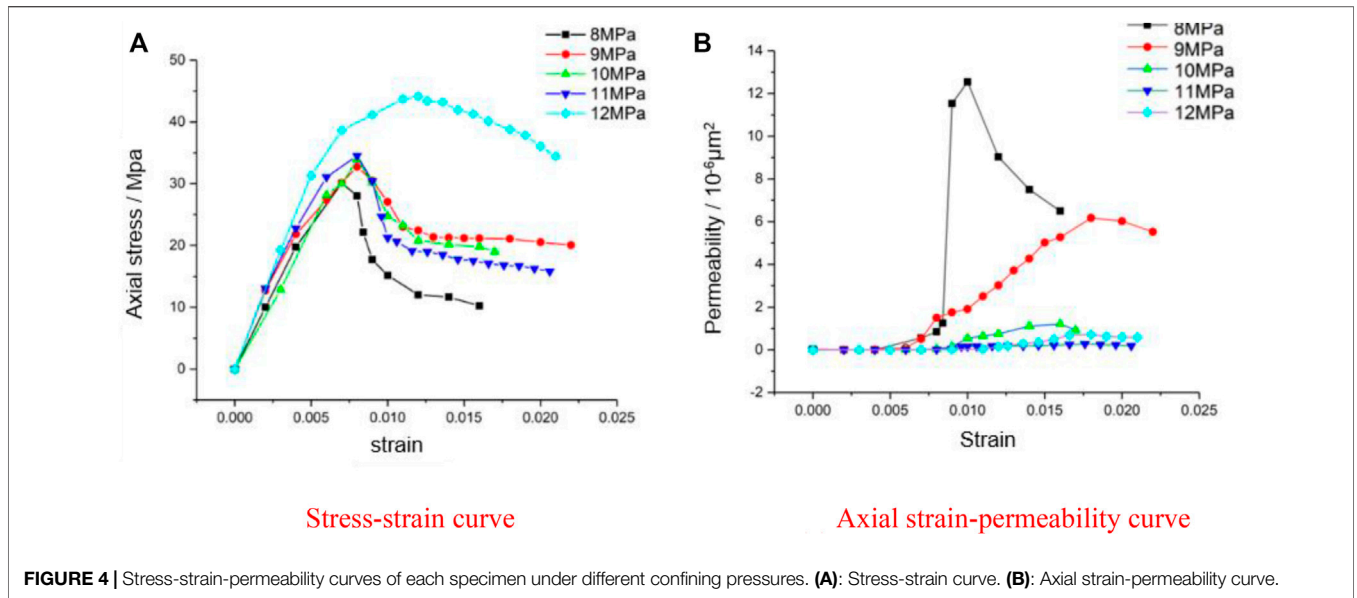 A
8MPa
9MPa
10MPa
11MPa
12MPa
50
40
30
20
10
0
Axial stress / Mpa
0.000 0.005 0.010 0.015 0.020 0.025
strain
Stress-strain curve
B
8MPa
9MPa
10MPa
11MPa
12MPa
14
12
10
8
6
4
2
0
-2
Permeability / 10⁻⁶μm²
0.000 0.005 0.010 0.015 0.020 0.025
Strain
Axial strain-permeability curve
FIGURE 4 | Stress-strain-permeability curves of each specimen under different confining pressures. (A): Stress-strain curve. (B): Axial strain-permeability curve.